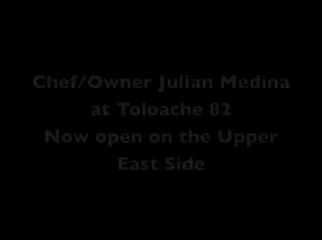 Chef/Owner Julian Medina
at Toloache 82
Now open on the Upper
East Side